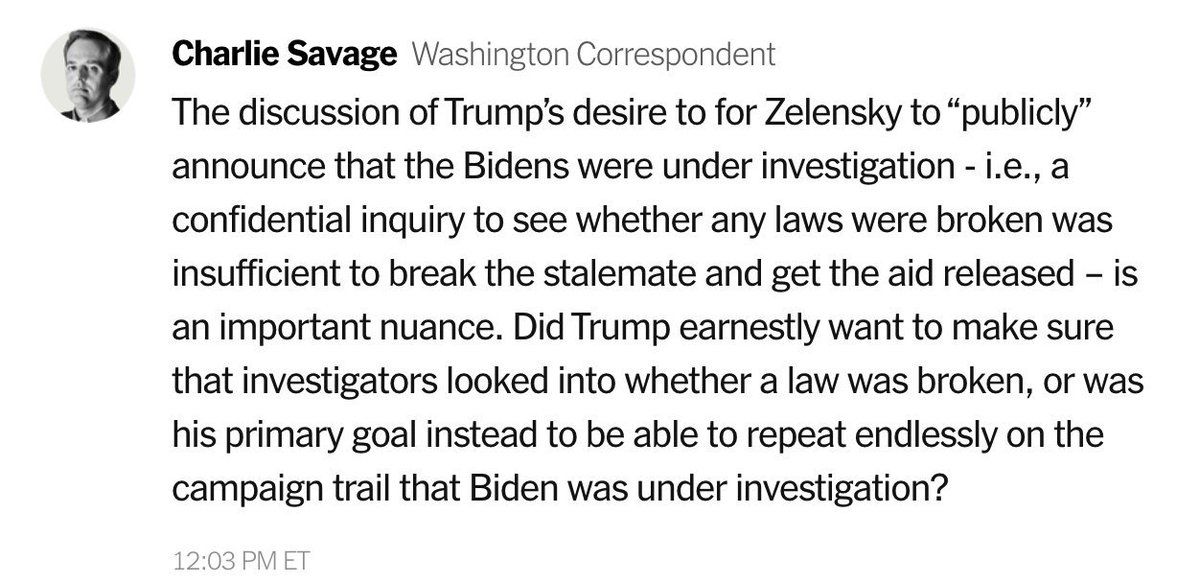 Charlie Savage Washington Correspondent
The discussion of Trump’s desire to for Zelensky to “publicly”
announce that the Bidens were under investigation - i.e., a
confidential inquiry to see whether any laws were broken was
insufficient to break the stalemate and get the aid released – is
an important nuance. Did Trump earnestly want to make sure
that investigators looked into whether a law was broken, or was
his primary goal instead to be able to repeat endlessly on the
campaign trail that Biden was under investigation?
12:03 PM ET